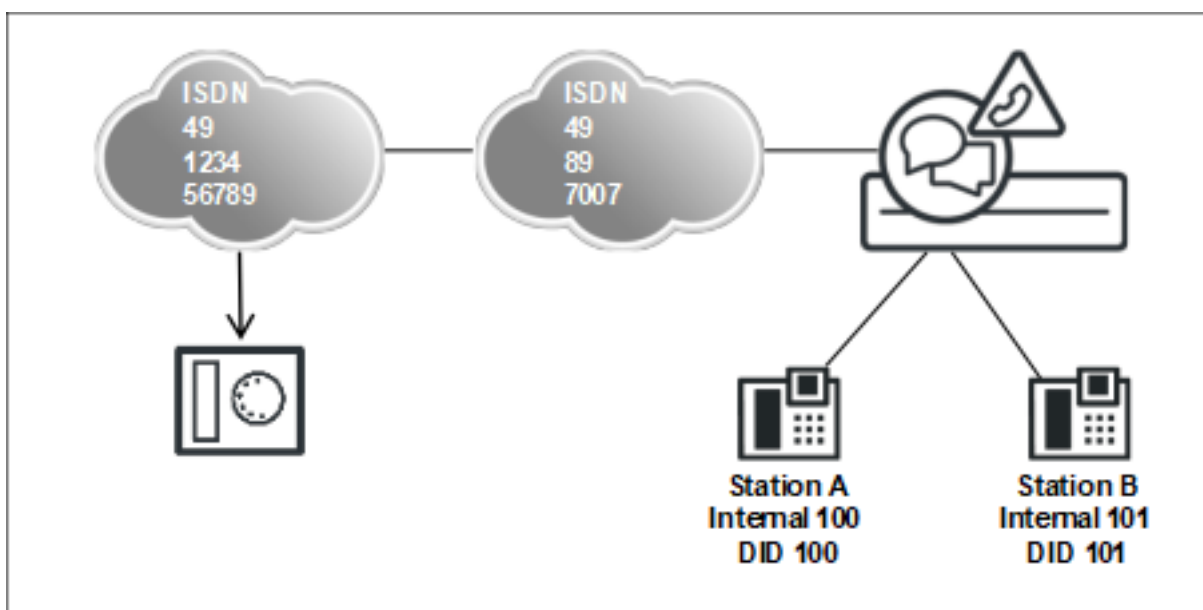 ISDN
49
1234
56789
ISDN
49
89
7007
Station A
Internal 100
DID 100
Station B
Internal 101
DID 101